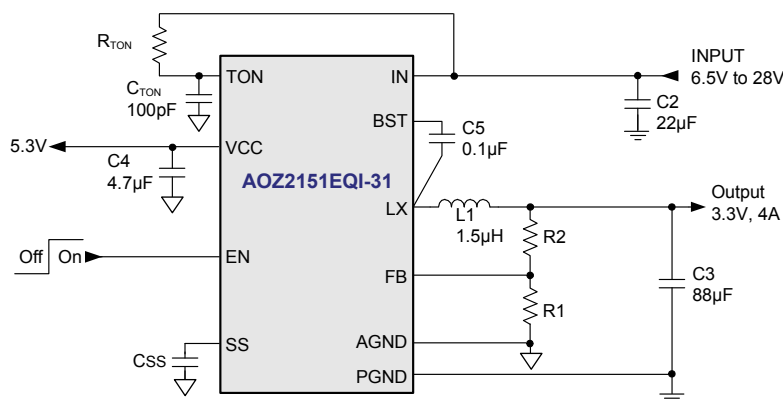 RTON
TON
CTON
100pF
5.3V
VCC
C4
4.7µF
AOZ2151EQI-31
Off
On
EN
SS
CSS
IN
INPUT
6.5V to 28V
C2
22µF
BST
C5
0.1µF
LX
L1
1.5µH
Output
3.3V, 4A
R2
C3
88µF
FB
R1
AGND
PGND